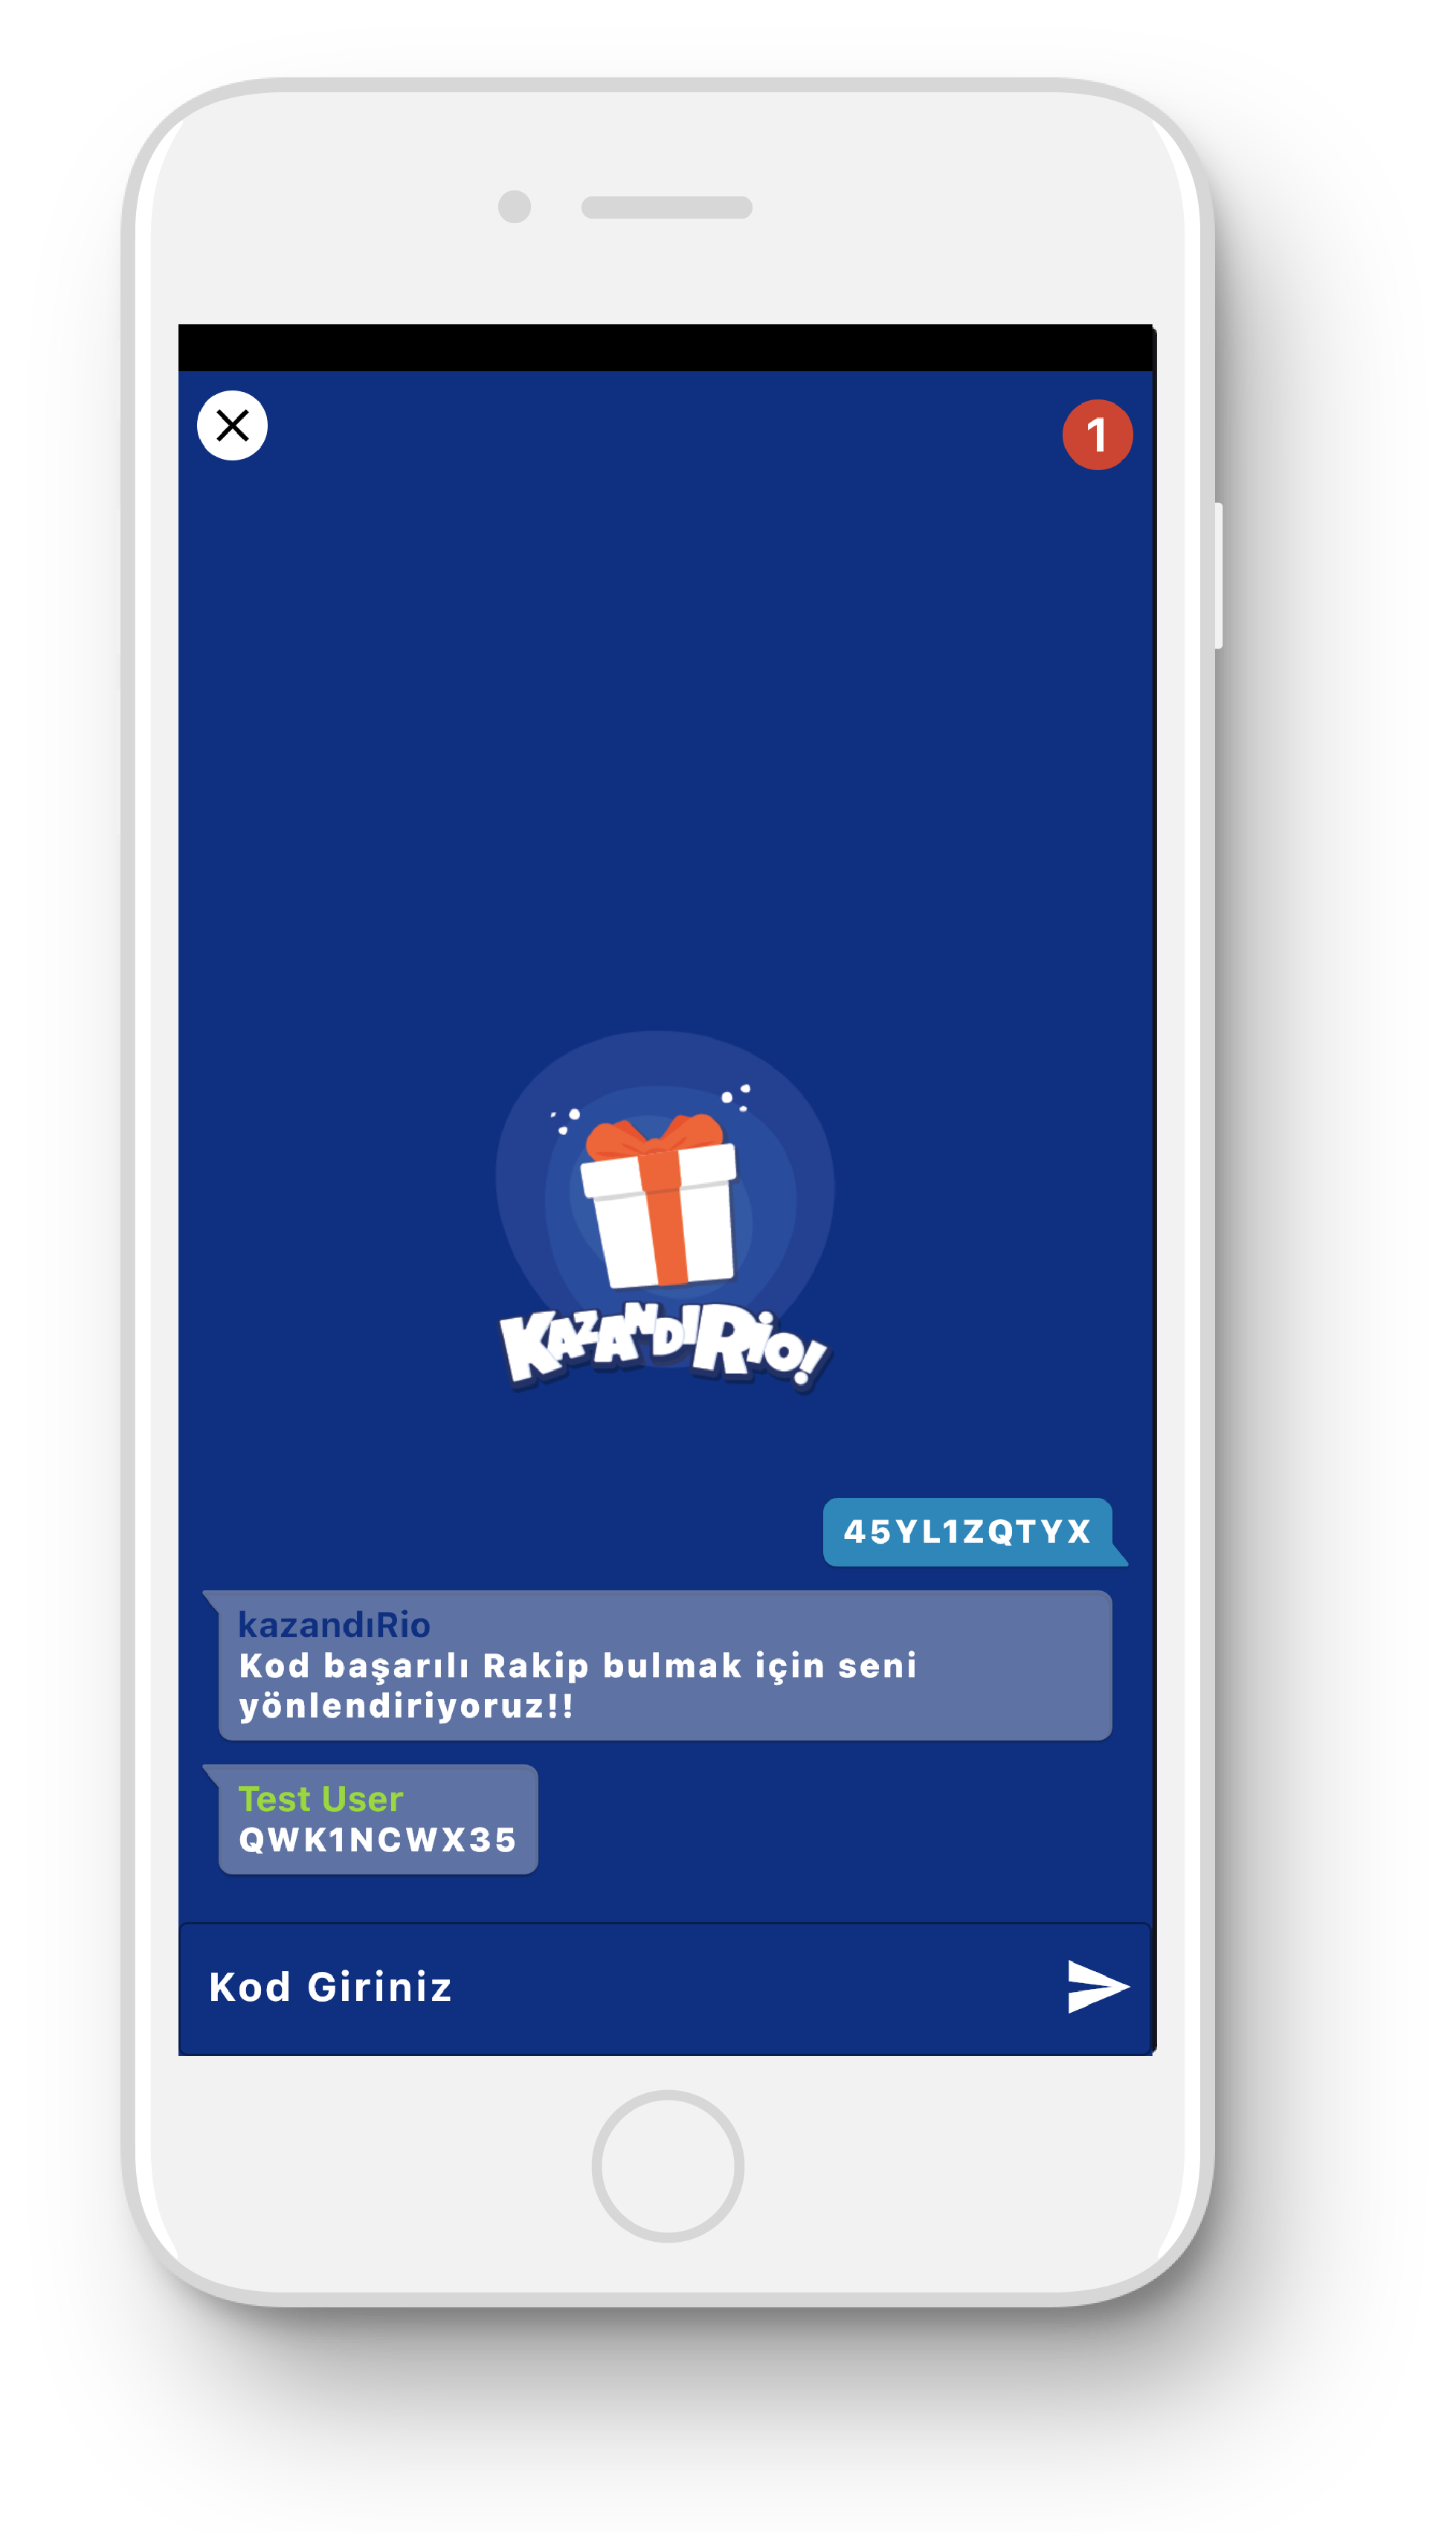 1
KAZANDIRio!
45YL1ZQTYX
kazandıRio
Kod başarılı Rakip bulmak için seni
yönlendiriyoruz!!
Test User
QWK1NCWX35
Kod Giriniz